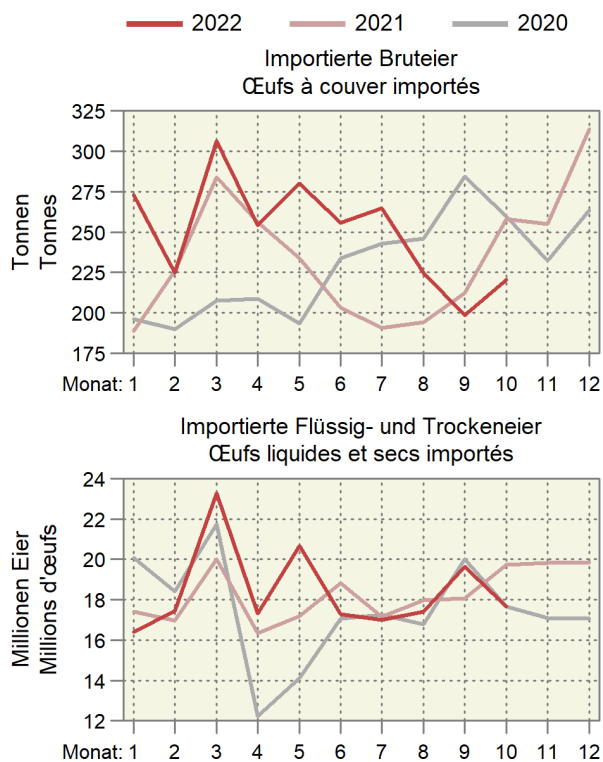 2022 2021 2020
Importierte Bruteier
Œufs à couver importés
Tonnen
Tonnes
325
300
275
250
225
200
175
Monat: 1 2 3 4 5 6 7 8 9 10 11 12
Importierte Flüssig- und Trockeneier
Œufs liquides et secs importés
Millionen Eier
Millions d'œufs
24
22
20
18
16
14
12
Monat: 1 2 3 4 5 6 7 8 9 10 11 12